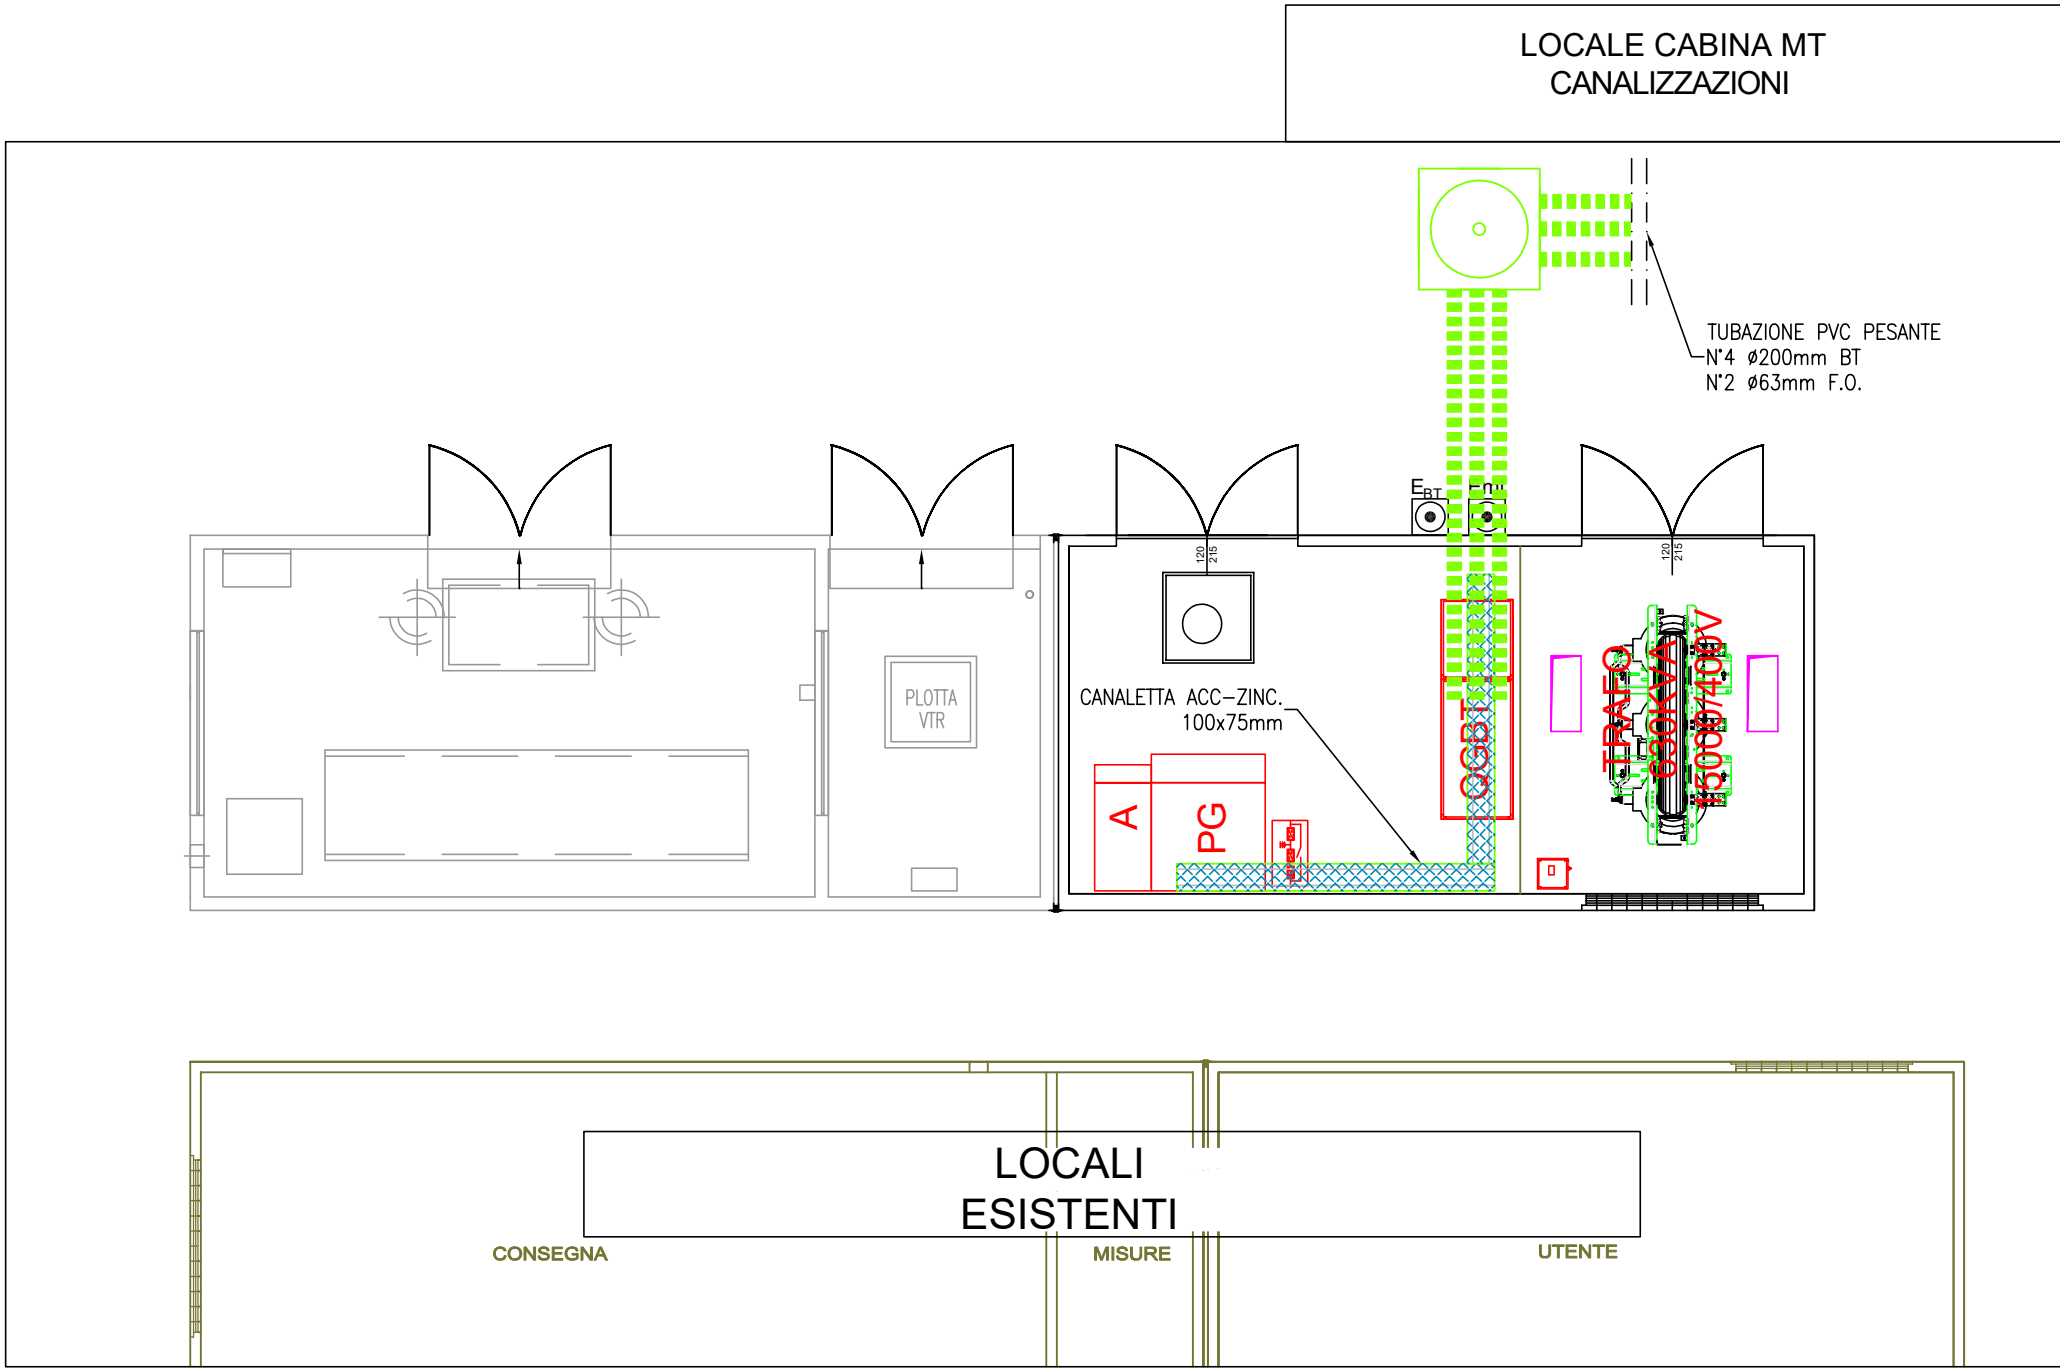 LOCALE CABINA MT
CANALIZZAZIONI
TUBAZIONE PVC PESANTE
N°4 ø200mm BT
N°2 ø63mm F.O.
EBT
120
215
120
215
PLOTTA
VTR
CANALETTA ACC-ZINC.
100x75mm
A
PG
QGBT
TRAFO
630KVA
15000/400V
LOCALI
ESISTENTI
CONSEGNA
MISURE
UTENTE